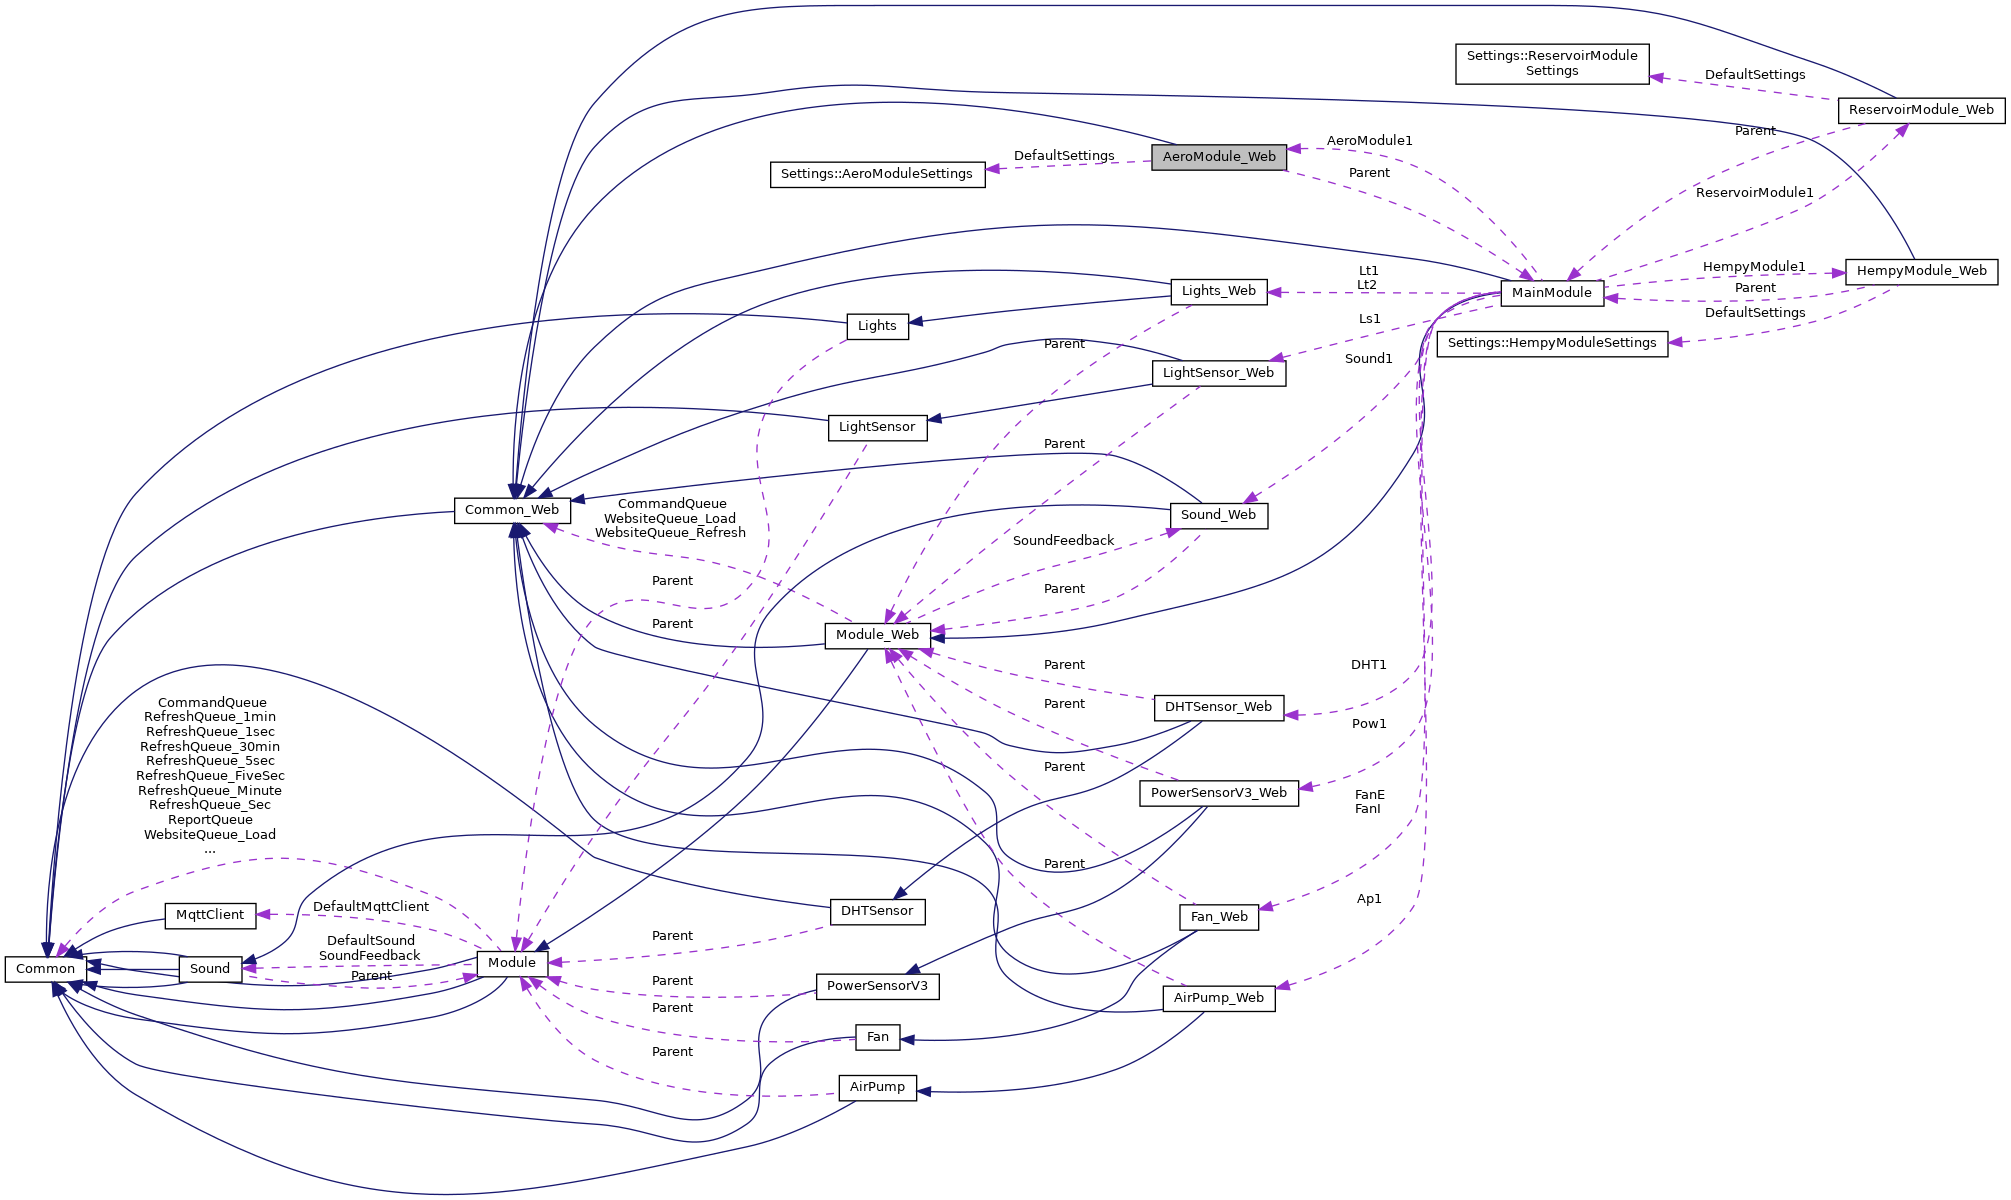 Settings::ReservoirModule
Settings
DefaultSettings
ReservoirModule_Web
Parent
AeroModule1
AeroModule_Web
DefaultSettings
Settings::AeroModuleSettings
Parent
ReservoirModule1
HempyModule1
HempyModule_Web
Parent
DefaultSettings
Lt1
Lt2
MainModule
Lights_Web
Ls1
Lights
Parent
Settings::HempyModuleSettings
Sound1
LightSensor_Web
LightSensor
Parent
Common_Web
CommandQueue
WebsiteQueue_Load
WebsiteQueue_Refresh
Sound_Web
SoundFeedback
Parent
Parent
Parent
Module_Web
Parent
DHT1
Parent
DHTSensor_Web
Pow1
CommandQueue
RefreshQueue_1min
RefreshQueue_1sec
RefreshQueue_30min
RefreshQueue_5sec
RefreshQueue_FiveSec
RefreshQueue_Minute
RefreshQueue_Sec
ReportQueue
WebsiteQueue_Load
...
Parent
PowerSensorV3_Web
FanE
FanI
Parent
Ap1
DHTSensor
Fan_Web
MqttClient
DefaultMqttClient
Parent
DefaultSound
SoundFeedback
Parent
Common
Sound
Module
Parent
PowerSensorV3
AirPump_Web
Parent
Fan
Parent
AirPump